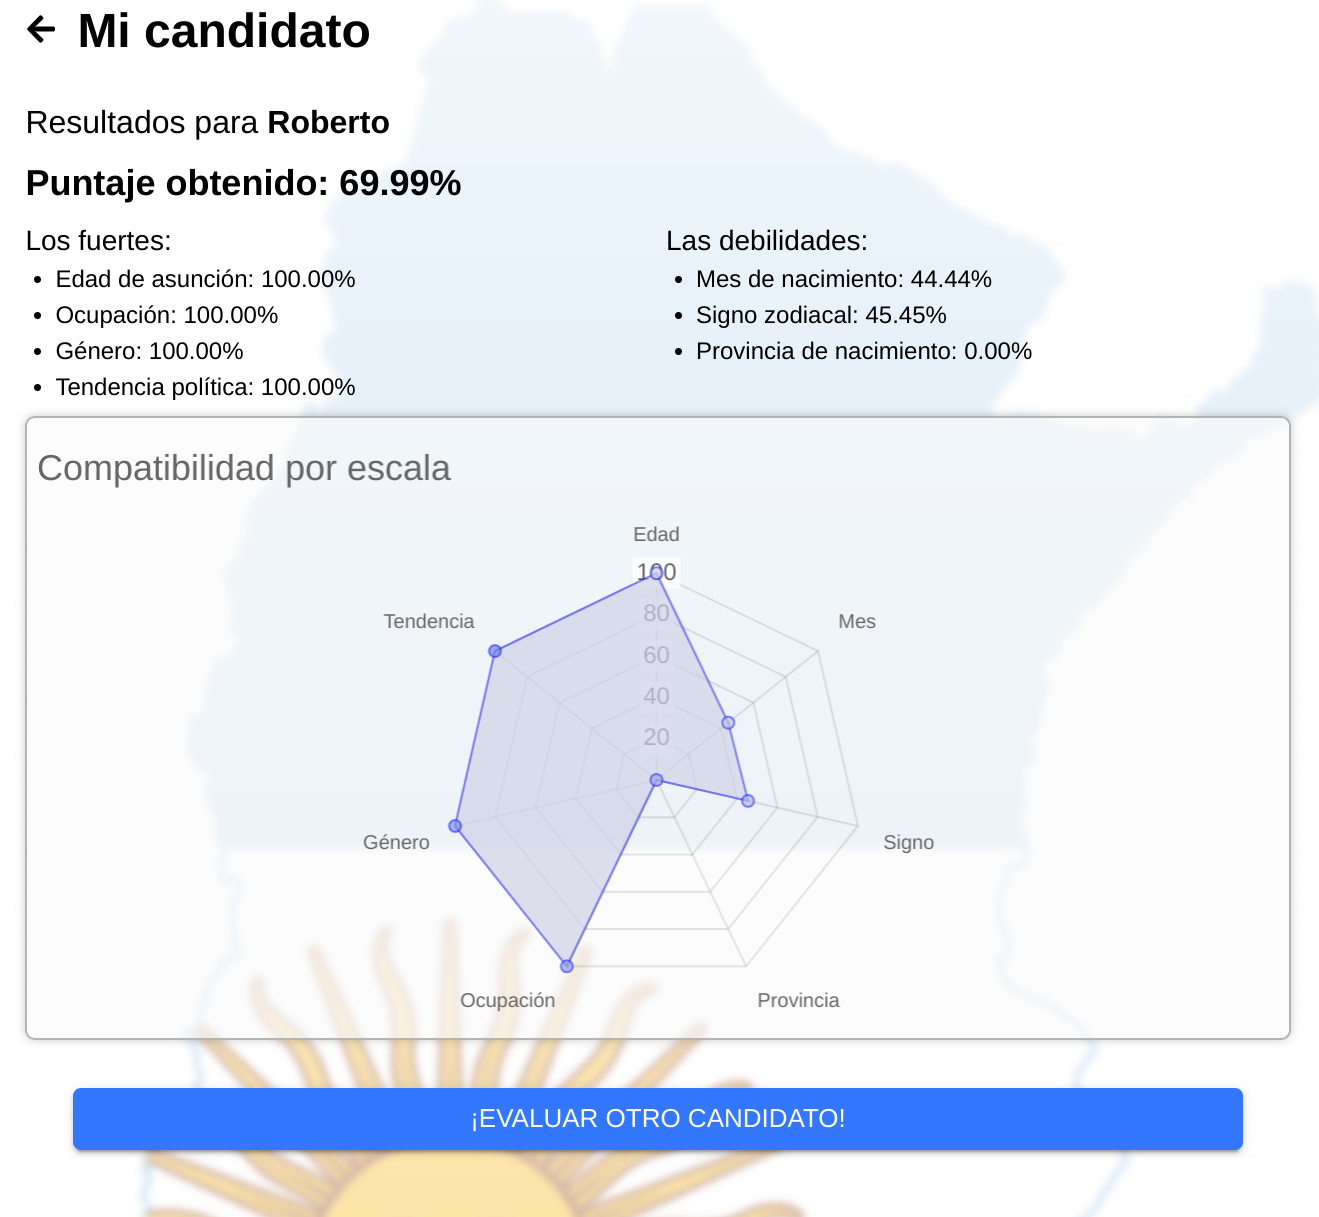 Mi candidato
Resultados para Roberto
Puntaje obtenido: 69.99%
Los fuertes:
Edad de asunción: 100.00%
Ocupación: 100.00%
Género: 100.00%
Tendencia política: 100.00%
Las debilidades:
Mes de nacimiento: 44.44%
Signo zodiacal: 45.45%
Provincia de nacimiento: 0.00%
Compatibilidad por escala
Edad
100
80
60
40
20
Tendencia
Mes
Género
Signo
Ocupación
Provincia
¡EVALUAR OTRO CANDIDATO!